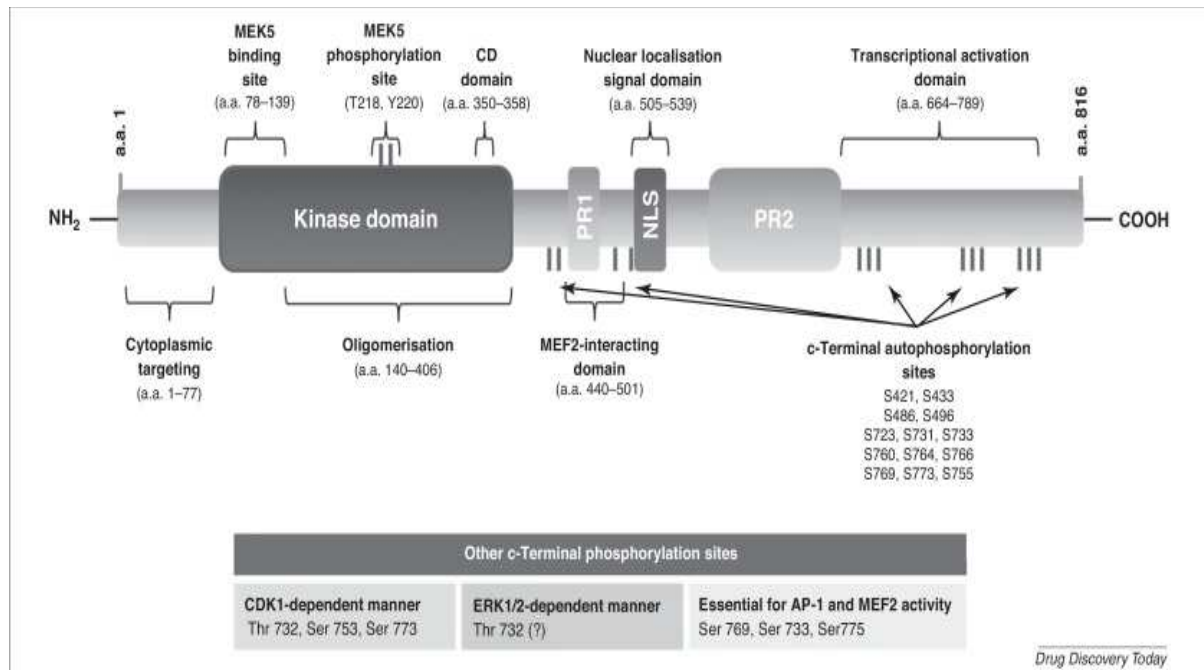 MEK5
binding
site
(a.a. 78–139)
MEK5
phosphorylation
site
(T218, Y220)
CD
domain
(a.a. 350–358)
Nuclear localisation
signal domain
(a.a. 505–539)
Transcriptional activation
domain
(a.a. 664–789)
a.a. 1
a.a. 816
NH2
Kinase domain
PR1
NLS
PR2
COOH
Cytoplasmic
targeting
(a.a. 1–77)
Oligomerisation
(a.a. 140–406)
MEF2-interacting
domain
(a.a. 440–501)
c-Terminal autophosphorylation
sites
S421, S433
S486, S496
S723, S731, S733
S760, S764, S766
S769, S773, S755
Other c-Terminal phosphorylation sites
CDK1-dependent manner
Thr 732, Ser 753, Ser 773
ERK1/2-dependent manner
Thr 732 (?)
Essential for AP-1 and MEF2 activity
Ser 769, Ser 733, Ser775
Drug Discovery Today